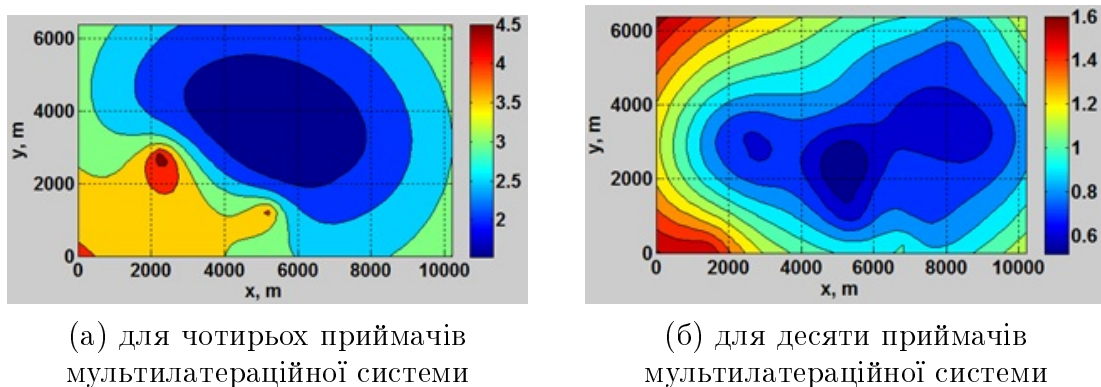 6000
4000
2000
0
y, m
0 2000 4000 6000 8000 10000
x, m
4.5
4
3.5
3
2.5
2
(а) для чотирьох приймачів
мультилатераційної системи
6000
4000
2000
0
y, m
0 2000 4000 6000 8000 10200
x, m
1.6
1.4
1.2
1
0.8
0.6
(б) для десяти приймачів
мультилатераційної системи